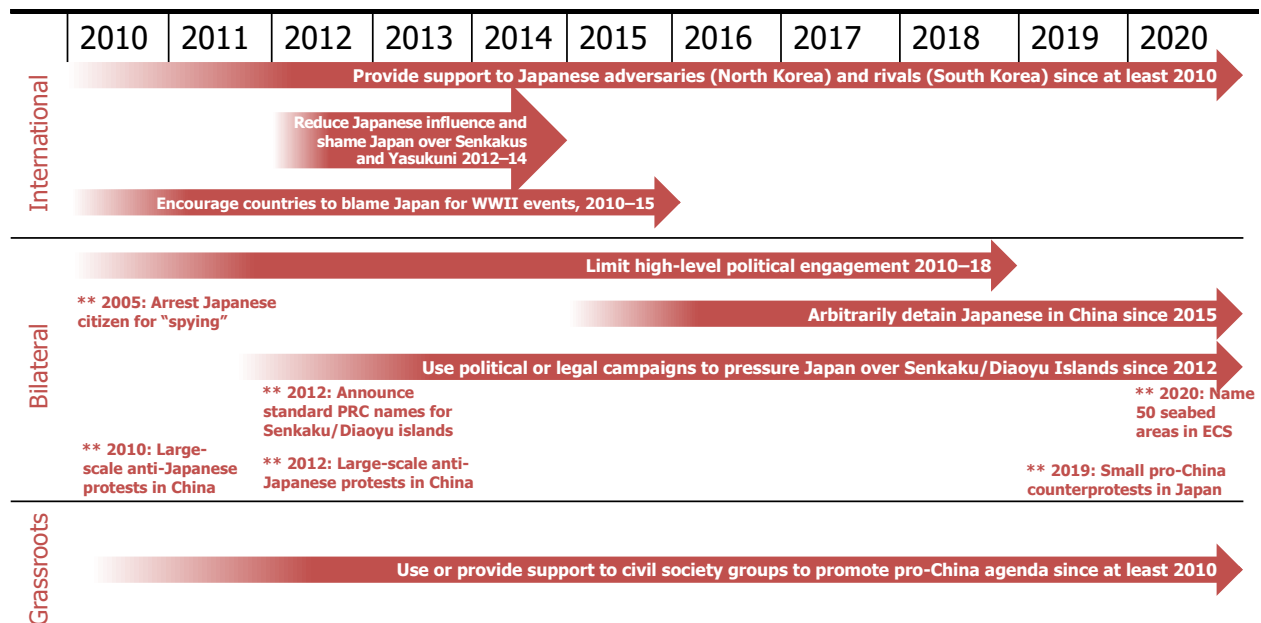 2010 2011 2012 2013 2014 2015 2016 2017 2018 2019 2020
International
Provide support to Japanese adversaries (North Korea) and rivals (South Korea) since at least 2010
Reduce Japanese influence and
shame Japan over Senkakus
and Yasukuni 2012–14
Encourage countries to blame Japan for WWII events, 2010–15
Bilateral
Limit high-level political engagement 2010–18
** 2005: Arrest Japanese
citizen for “spying”
Arbitrarily detain Japanese in China since 2015
Use political or legal campaigns to pressure Japan over Senkaku/Diaoyu Islands since 2012
** 2012: Announce
standard PRC names for
Senkaku/Diaoyu islands
** 2020: Name
50 seabed
areas in ECS
** 2010: Large-
scale anti-Japanese
protests in China
** 2012: Large-scale anti-
Japanese protests in China
** 2019: Small pro-China
counterprotests in Japan
Grassroots
Use or provide support to civil society groups to promote pro-China agenda since at least 2010